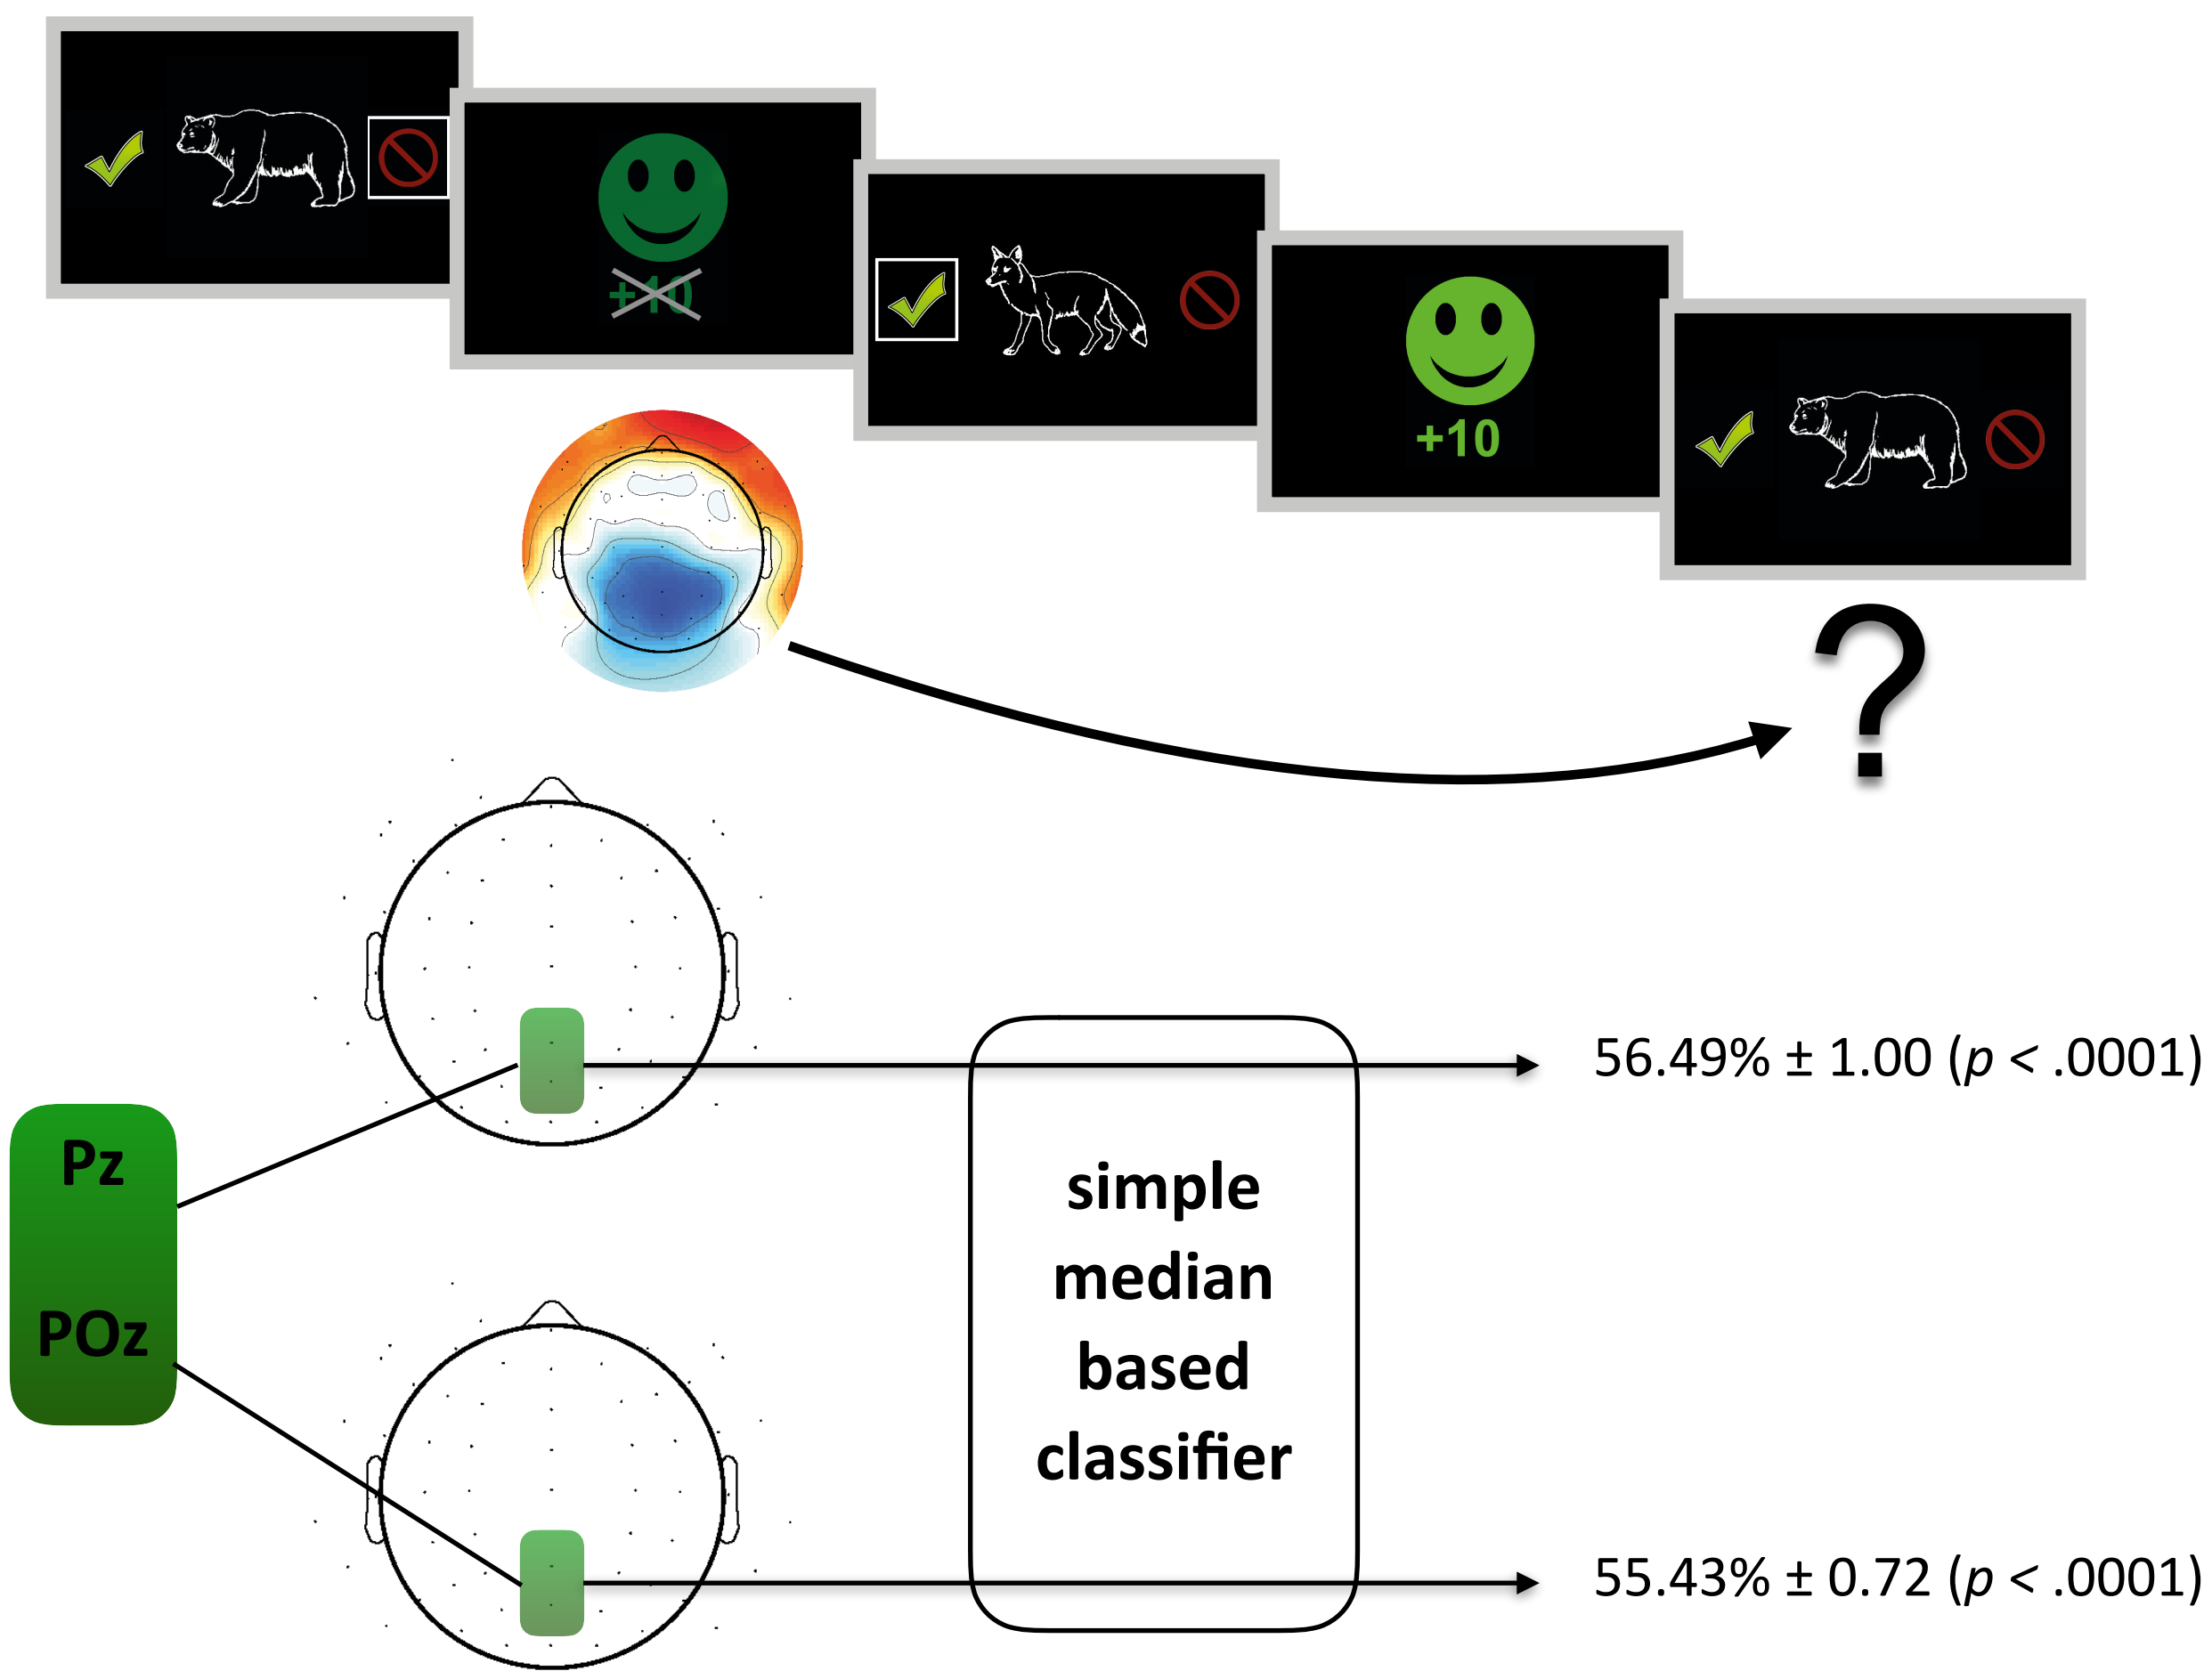 +10
+10
?
Pz
POz
simple
median
based
classifier
56.49% ± 1.00 (p < .0001)
55.43% ± 0.72 (p < .0001)